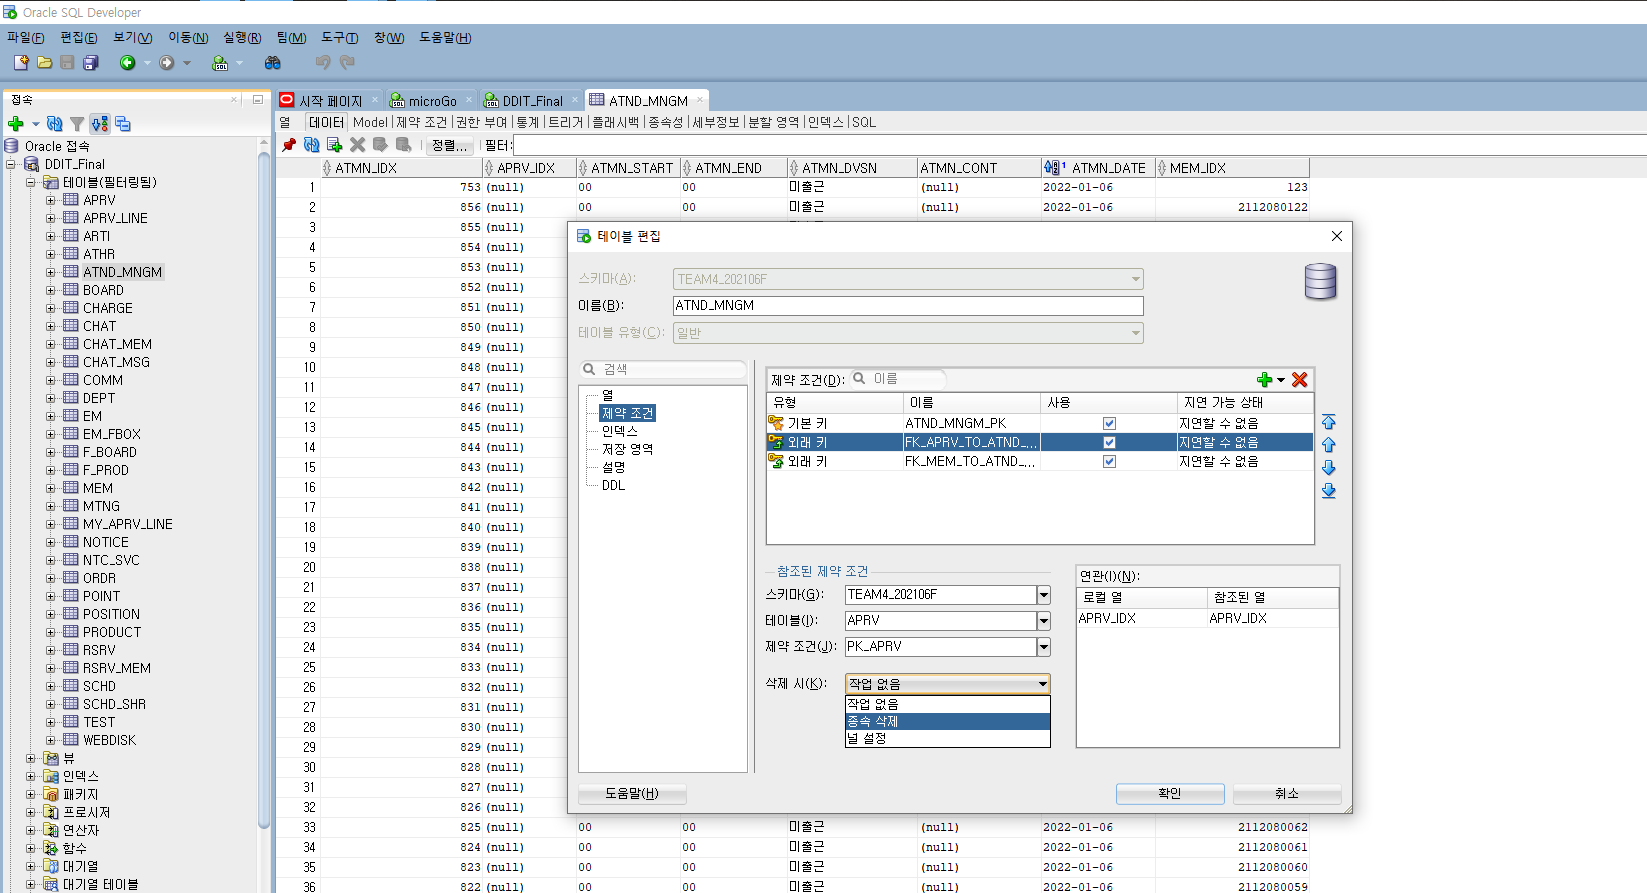 Oracle SQL Developer
파일(F) 편집(E) 보기(V) 이동(N) 실행(R) 팀(M) 도구(T) 창(W) 도움말(H)
접속
시작 페이지 microGo DDIT_Final ATND_MNGM
열 데이터 Model 제약 조건 권한 부여 통계 트리거 플래시백 종속성 세부정보 분할 영역 인덱스 SQL
정렬... 필터:
Oracle 접속
DDIT_Final
테이블(필터링됨)
APRV
APRV_LINE
ARTI
ATHR
ATND_MNGM
BOARD
CHARGE
CHAT
CHAT_MEM
CHAT_MSG
COMM
DEPT
EM
EM_FBOX
F_BOARD
F_PROD
MEM
MTNG
MY_APRV_LINE
NOTICE
NTC_SVC
ORDR
POINT
POSITION
PRODUCT
RSRV
RSRV_MEM
SCHD
SCHD_SHR
TEST
WEBDISK
뷰
인덱스
패키지
프로시저
연산자
함수
대기열
대기열 테이블
ATMN_IDX APRV_IDX ATMN_START ATMN_END ATMN_DVSN ATMN_CONT ATMN_DATE MEM_IDX
1 753 (null) 00 00 미출근 (null) 2022-01-06 123
2 856 (null) 00 00 미출근 (null) 2022-01-06 2112080122
3 855 (null)
4 854 (null)
5 853 (null)
6 852 (null)
7 851 (null)
8 850 (null)
9 849 (null)
10 848 (null)
11 847 (null)
12 846 (null)
13 845 (null)
14 844 (null)
15 843 (null)
16 842 (null)
17 841 (null)
18 840 (null)
19 839 (null)
20 838 (null)
21 837 (null)
22 836 (null)
23 835 (null)
24 834 (null)
25 833 (null)
26 832 (null)
27 831 (null)
28 830 (null)
29 829 (null)
30 828 (null)
31 827 (null)
32 826 (null)
33 825 (null) 00 00 미출근 (null) 2022-01-06 2112080062
34 824 (null) 00 00 미출근 (null) 2022-01-06 2112080061
35 823 (null) 00 00 미출근 (null) 2022-01-06 2112080060
36 822 (null) 00 00 미출근 (null) 2022-01-06 2112080059
테이블 편집
스키마(A): TEAM4_202106F
이름(B): ATND_MNGM
테이블 유형(C): 일반
검색
열
제약 조건
인덱스
저장 영역
설명
DDL
제약 조건(D): 이름
유형 이름 사용 지연 가능 상태
기본 키 ATND_MNGM_PK 지연할 수 없음
외래 키 FK_APRV_TO_ATND_... 지연할 수 없음
외래 키 FK_MEM_TO_ATND_... 지연할 수 없음
참조된 제약 조건
스키마(G): TEAM4_202106F
테이블(I): APRV
제약 조건(J): PK_APRV
삭제 시(K): 작업 없음
작업 없음
종속 삭제
널 설정
연관(I)(N):
로컬 열 참조된 열
APRV_IDX APRV_IDX
도움말(H) 확인 취소